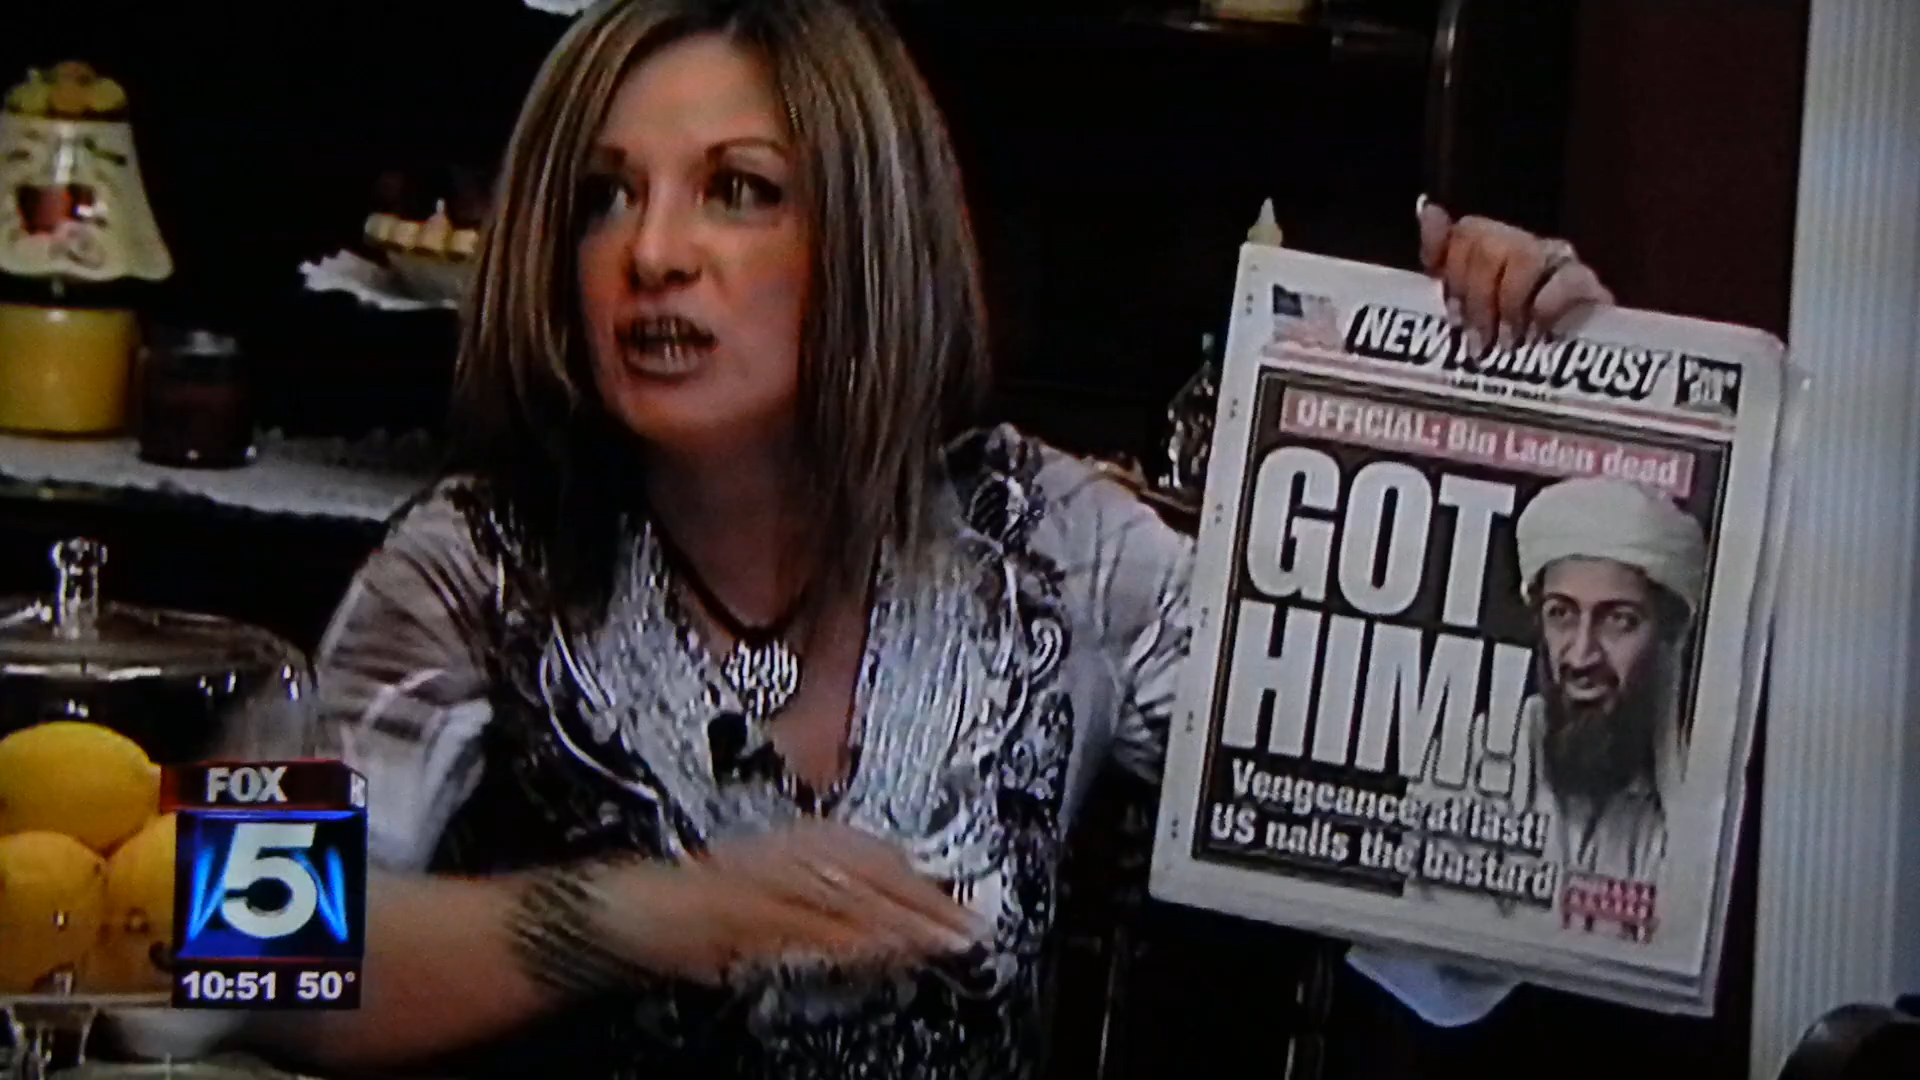 NEW YORK POST
OFFICIAL: Bin Laden dead
GOT
HIM!
Vengeance at last!
US nails the bastard
FOX
5
10:51 50°